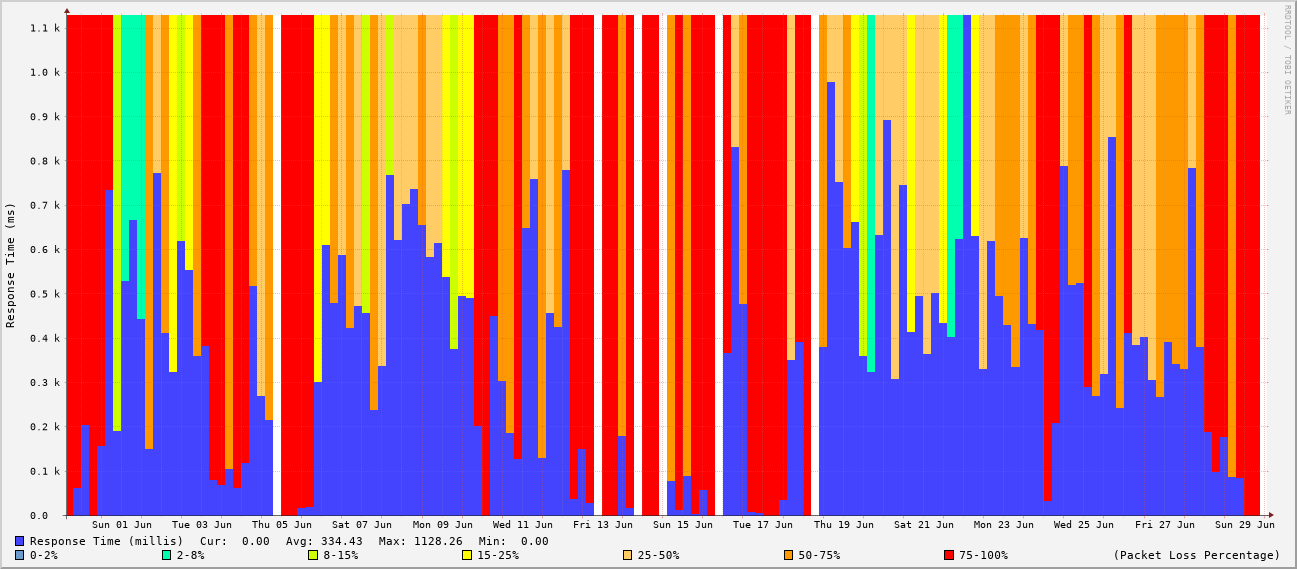 RRDTOOL / TOBI OETIKER
Response Time (ms)
1.1 k
1.0 k
0.9 k
0.8 k
0.7 k
0.6 k
0.5 k
0.4 k
0.3 k
0.2 k
0.1 k
0.0
Sun 01 Jun Tue 03 Jun Thu 05 Jun Sat 07 Jun Mon 09 Jun Wed 11 Jun Fri 13 Jun Sun 15 Jun Tue 17 Jun Thu 19 Jun Sat 21 Jun Mon 23 Jun Wed 25 Jun Fri 27 Jun Sun 29 Jun
Response Time (millis) Cur: 0.00 Avg: 334.43 Max: 1128.26 Min: 0.00
0-2% 2-8% 8-15% 15-25% 25-50% 50-75% 75-100% (Packet Loss Percentage)